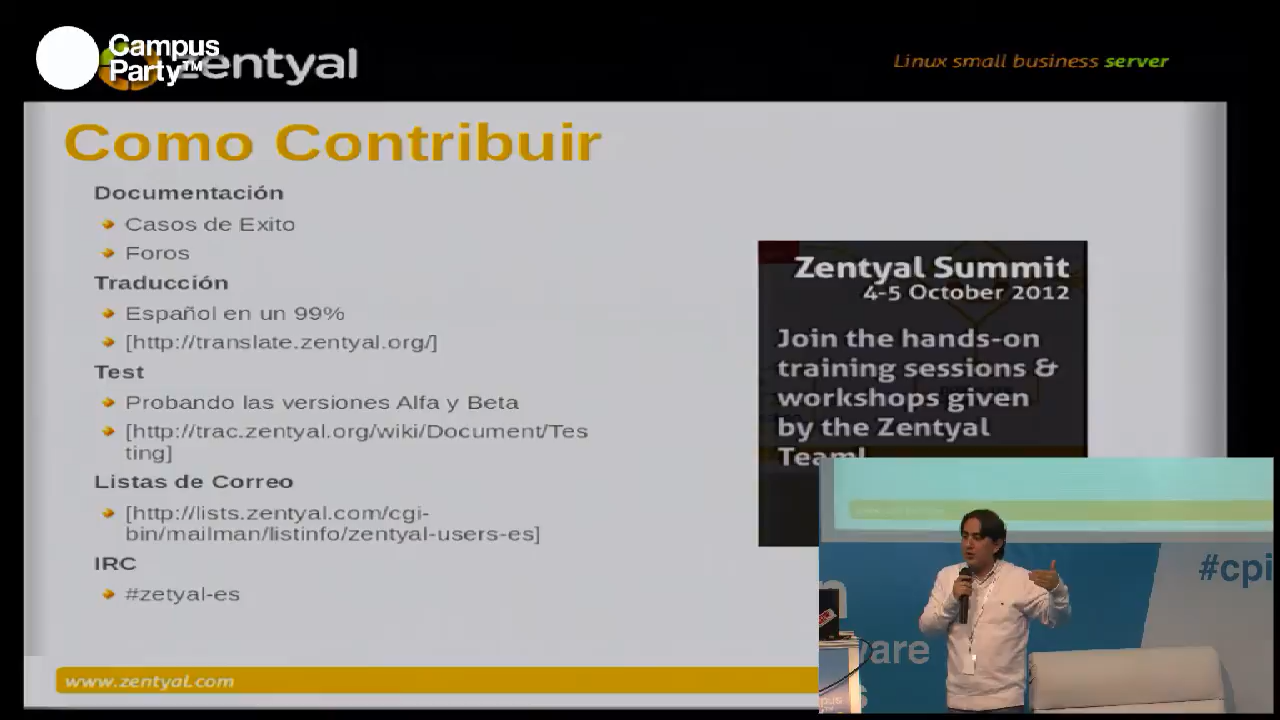 Campus
Party™
zentyal
Linux small business server
Como Contribuir
Documentación
Casos de Exito
Foros
Traducción
Español en un 99%
[http://translate.zentyal.org/]
Test
Probando las versiones Alfa y Beta
[http://trac.zentyal.org/wiki/Document/Tes
ting]
Listas de Correo
[http://lists.zentyal.com/cgi-
bin/mailman/listinfo/zentyal-users-es]
IRC
#zetyal-es
www.zentyal.com
Zentyal Summit
4-5 October 2012
Join the hands-on
training sessions &
workshops given
by the Zentyal
Team!
#cpi